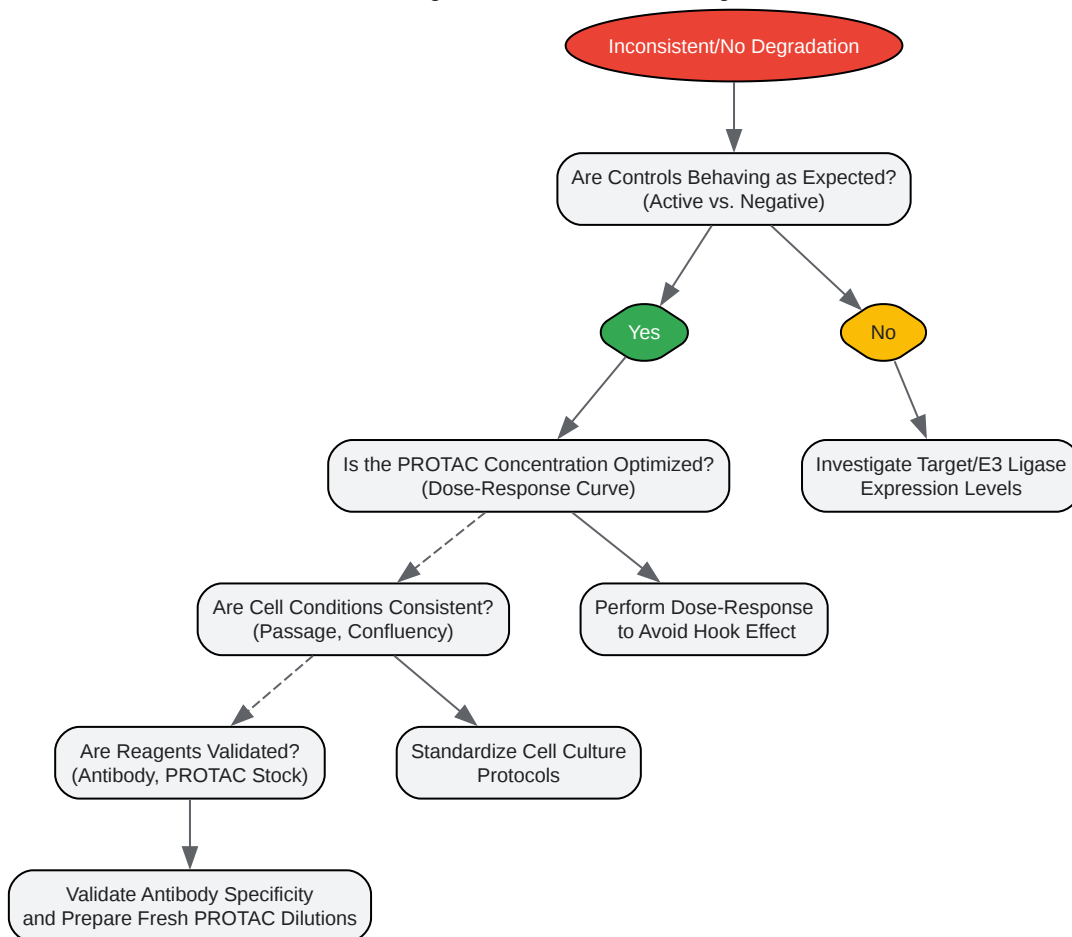 Inconsistent/No Degradation
Are Controls Behaving as Expected?
(Active vs. Negative)
Yes
No
Is the PROTAC Concentration Optimized?
(Dose-Response Curve)
Investigate Target/E3 Ligase
Expression Levels
Are Cell Conditions Consistent?
(Passage, Confluency)
Perform Dose-Response
to Avoid Hook Effect
Are Reagents Validated?
(Antibody, PROTAC Stock)
Standardize Cell Culture
Protocols
Validate Antibody Specificity
and Prepare Fresh PROTAC Dilutions